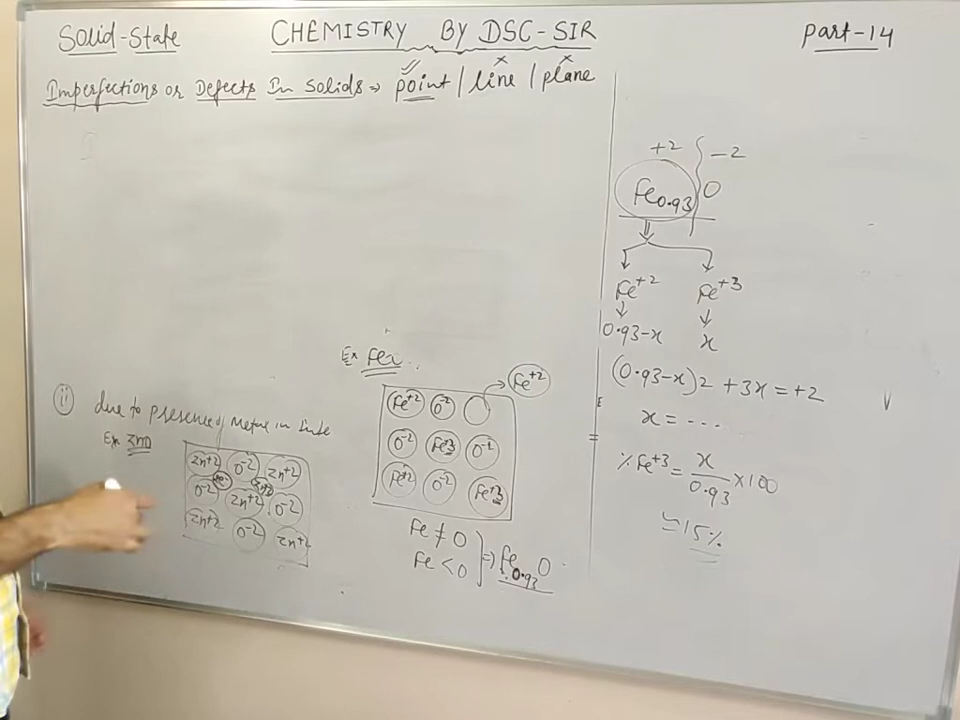 Solid-State CHEMISTRY BY DSC-SIR Part-14
Imperfections or Defects In Solids → point / line / plane
+2 -2
Fe0.93 O
Fe+2 Fe+3
0.93-x x
(0.93-x)2 + 3x = +2
x = - - -
% Fe+3 = x/0.93 × 100
≃ 15%
Ex Fex ..
Fe+2
Fe+2 O-2
O-2 Fe+3 O-2
Fe+2 O-2 Fe+3
Fe ≠ O
Fe < O
⇒ Fe0.93 O
(ii) due to presence of Metal in
Ex ZnO
Zn+2 O-2 Zn+2
O-2 Zn+2 O-2
Zn+2 O-2 Zn+2